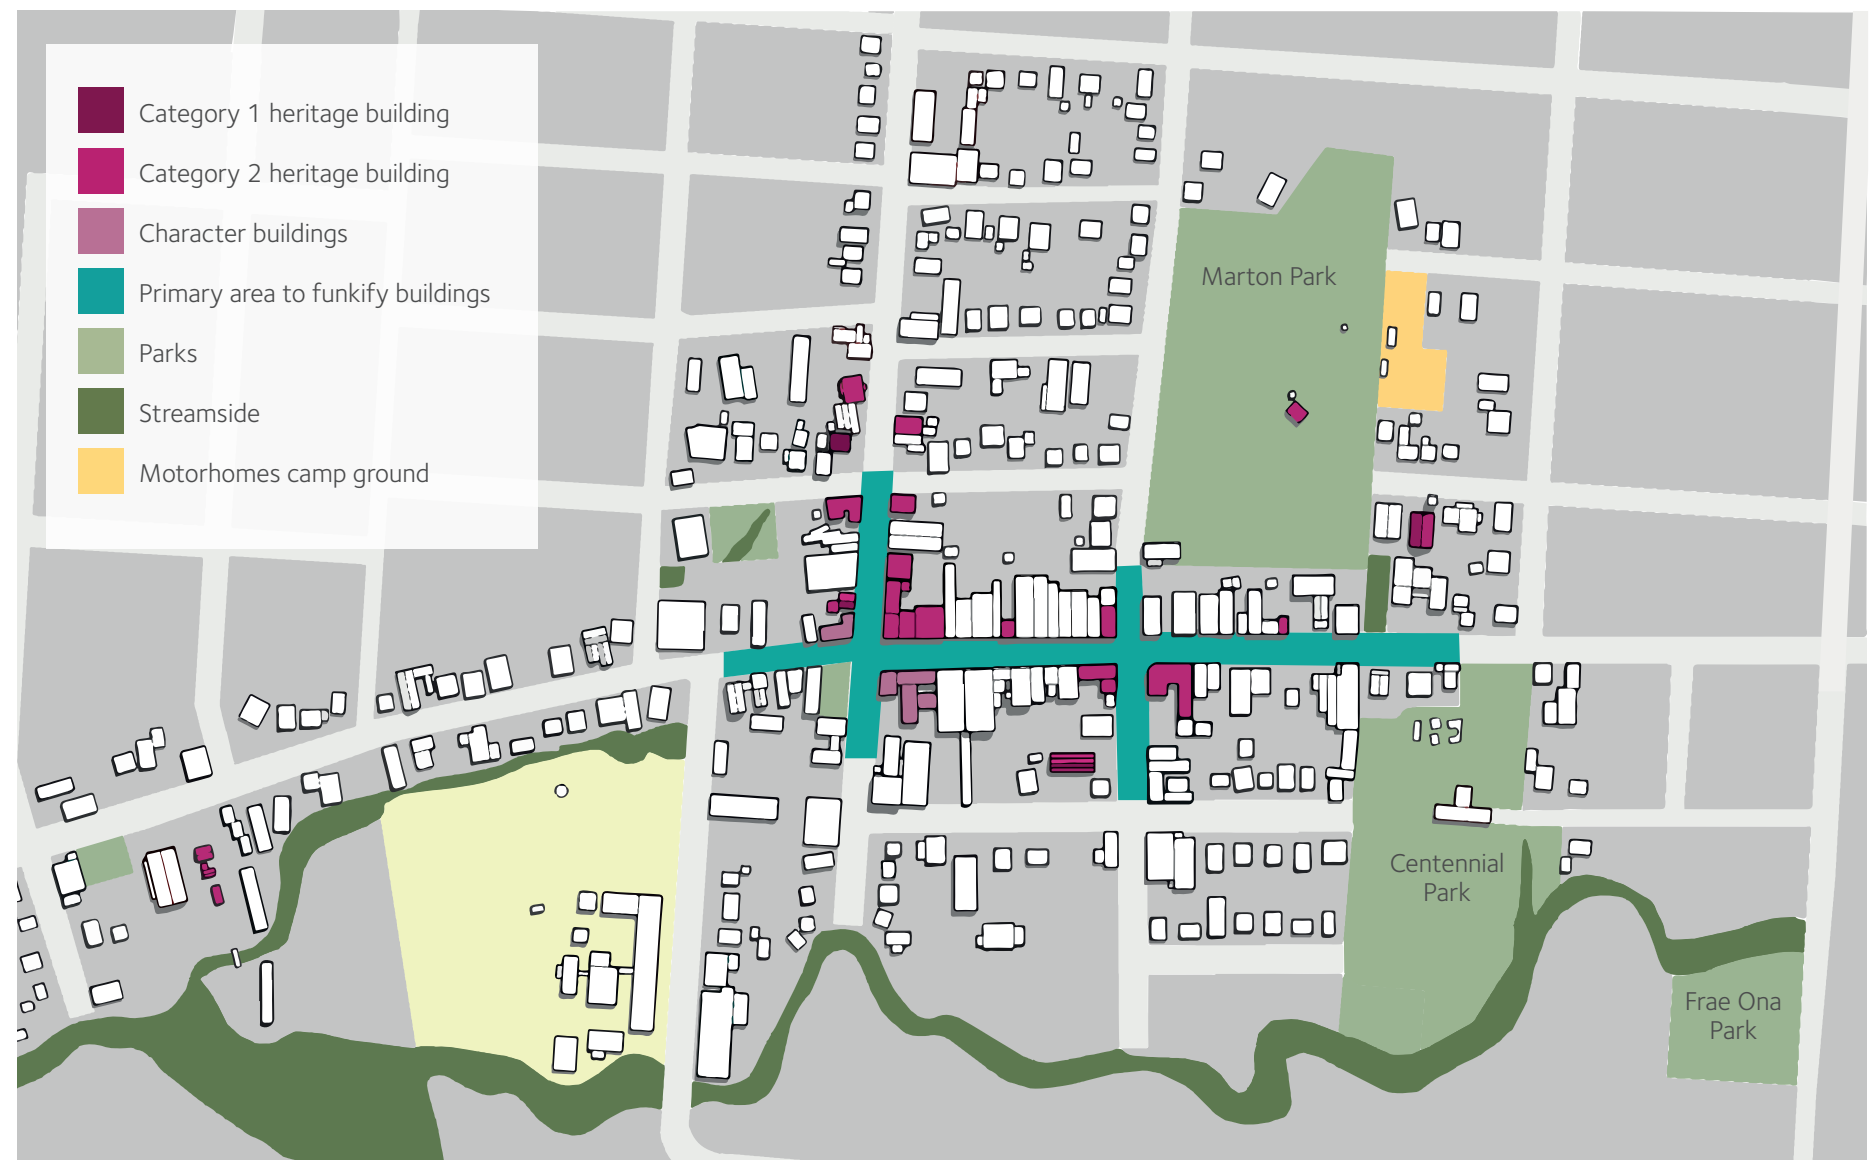 Category 1 heritage building
Category 2 heritage building
Character buildings
Primary area to funkify buildings
Parks
Streamside
Motorhomes camp ground
Marton Park
Centennial
Park
Frae Ona
Park